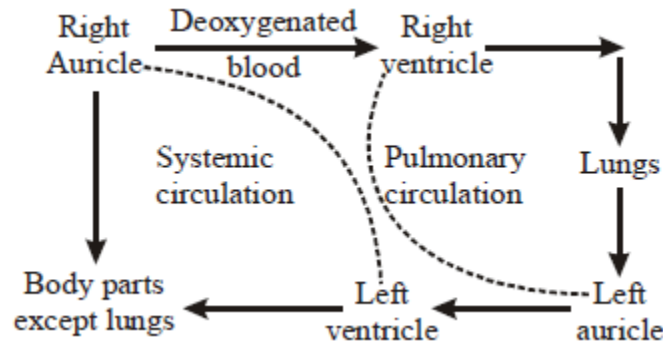 Right
Auricle
Deoxygenated
blood
Right
ventricle
Systemic
circulation
Pulmonary
circulation
Lungs
Body parts
except lungs
Left
ventricle
Left
auricle